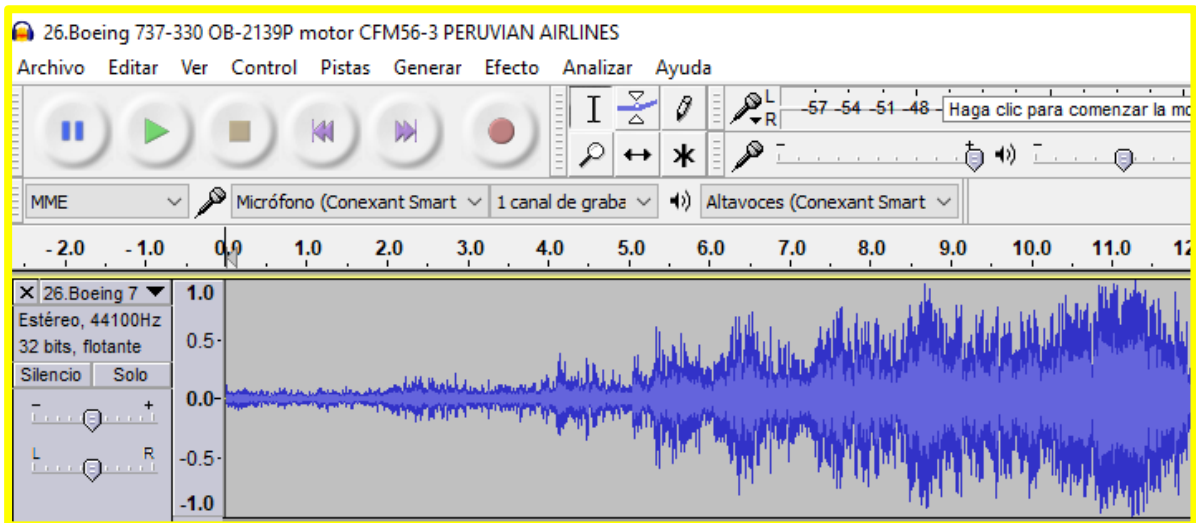 26.Boeing 737-330 OB-2139P motor CFM56-3 PERUVIAN AIRLINES
Archivo Editar Ver Control Pistas Generar Efecto Analizar Ayuda
L
R
-57 -54 -51 -48 - Haga clic para comenzar la mo
MME Micrófono (Conexant Smart 1 canal de graba Altavoces (Conexant Smart
- 2.0 - 1.0 0.0 1.0 2.0 3.0 4.0 5.0 6.0 7.0 8.0 9.0 10.0 11.0 12
X 26.Boeing 7
Estéreo, 44100Hz
32 bits, flotante
Silencio Solo
- +
L R
1.0
0.5-
0.0-
-0.5-
-1.0